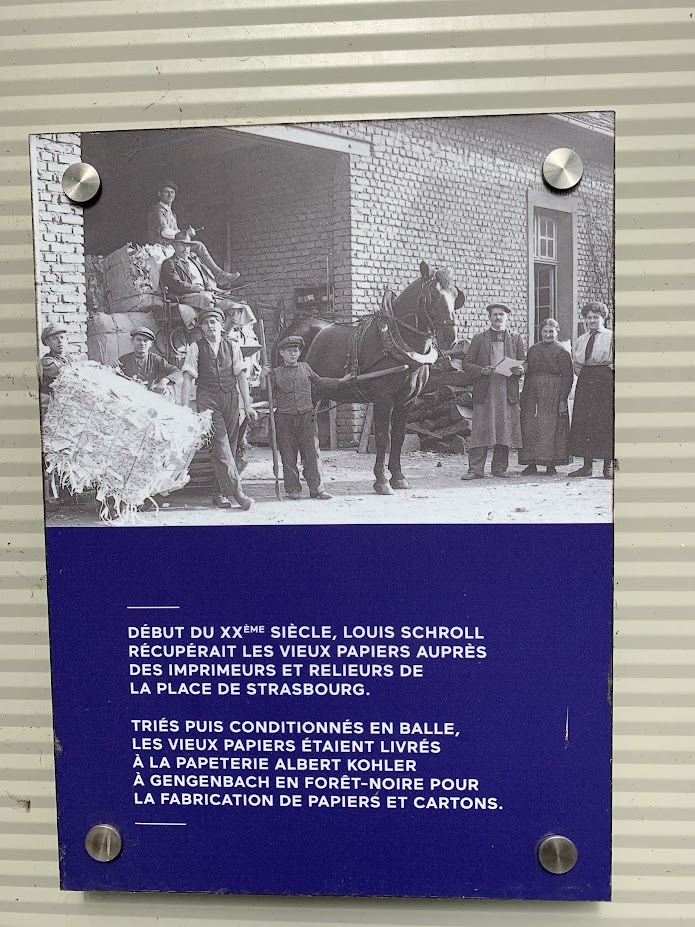 DÉBUT DU XXÈME SIÈCLE, LOUIS SCHROLL
RÉCUPÉRAIT LES VIEUX PAPIERS AUPRÈS
DES IMPRIMEURS ET RELIEURS DE
LA PLACE DE STRASBOURG.
TRIÉS PUIS CONDITIONNÉS EN BALLE,
LES VIEUX PAPIERS ÉTAIENT LIVRÉS
À LA PAPETERIE ALBERT KOHLER
À GENGENBACH EN FORÊT-NOIRE POUR
LA FABRICATION DE PAPIERS ET CARTONS.